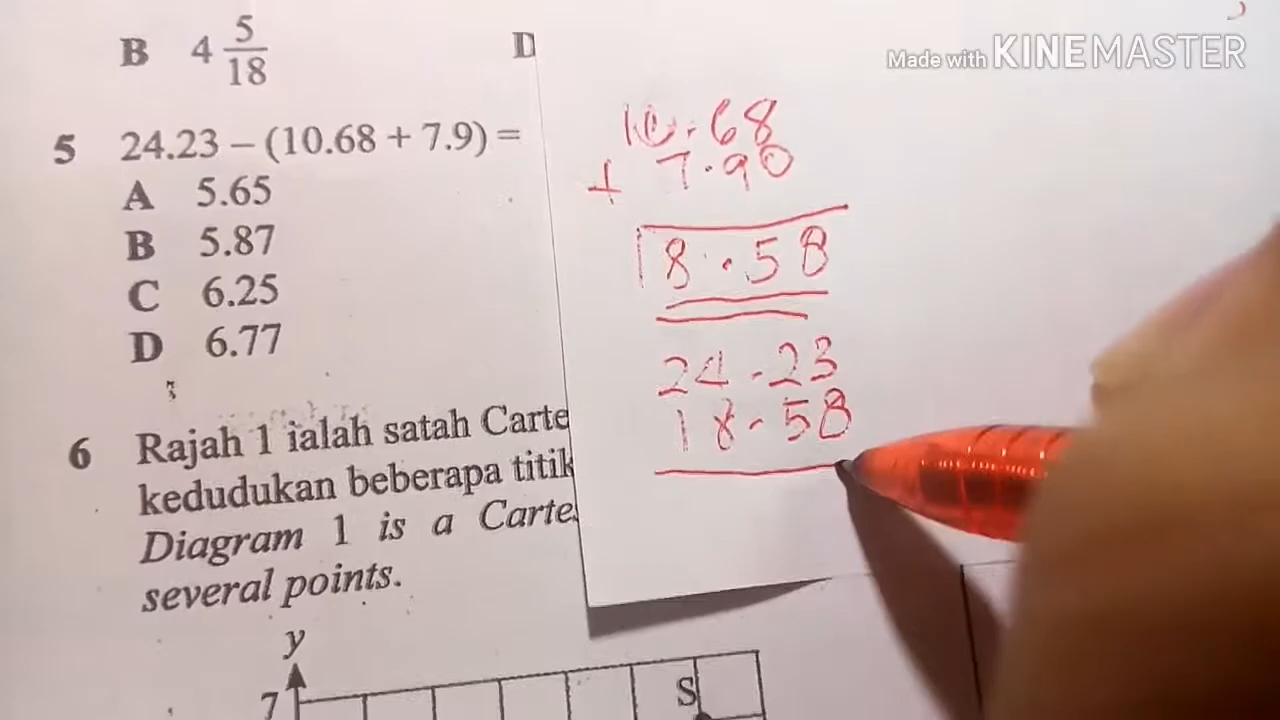 Made with KINEMASTER
B 4 5/18
D
5 24.23 – (10.68 + 7.9) =
A 5.65
B 5.87
C 6.25
D 6.77
10.68
+ 7.90
18.58
24.23
18.58
6 Rajah 1 ialah satah Carte
kedudukan beberapa titik
Diagram 1 is a Carte
several points.
y
7
S